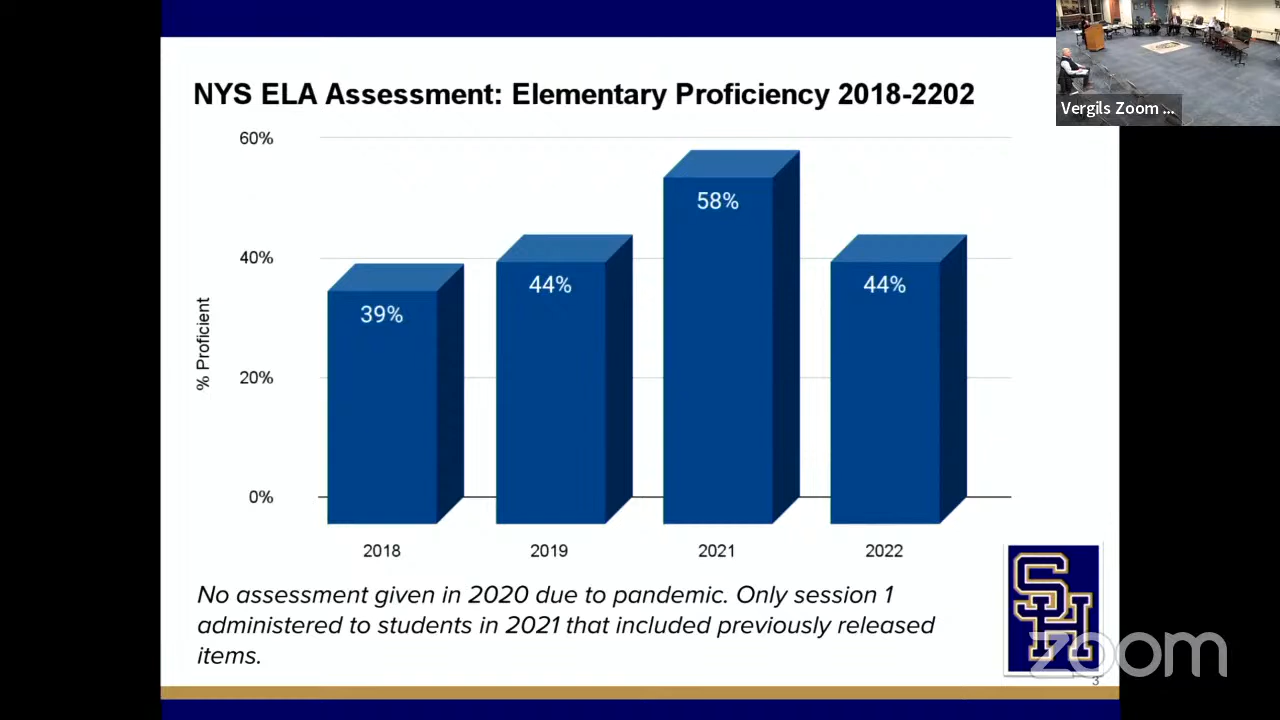 NYS ELA Assessment: Elementary Proficiency 2018-2202
Vergils Zoom ...
60%
40%
20%
0%
% Proficient
39%
44%
58%
44%
2018
2019
2021
2022
No assessment given in 2020 due to pandemic. Only session 1
administered to students in 2021 that included previously released
items.
SH
zoom
3